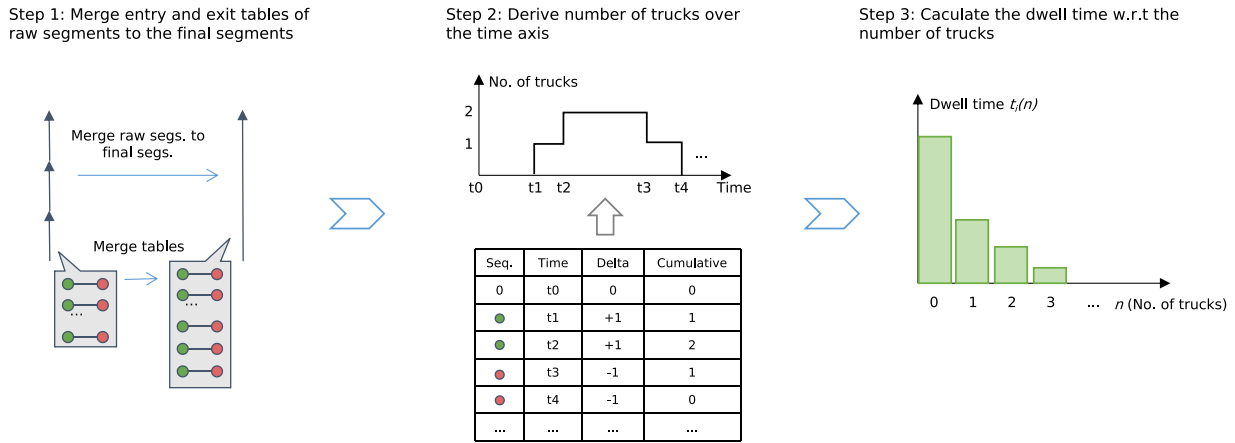 Step 1: Merge entry and exit tables of
raw segments to the final segments
Merge raw segs. to
final segs.
Merge tables
...
...
Step 2: Derive number of trucks over
the time axis
No. of trucks
2
1
...
t0 t1 t2 t3 t4 Time
Seq. Time Delta Cumulative
0 t0 0 0
t1 +1 1
t2 +1 2
t3 -1 1
t4 -1 0
... ... ... ...
Step 3: Caculate the dwell time w.r.t the
number of trucks
Dwell time tᵢ(n)
0 1 2 3 ... n (No. of trucks)